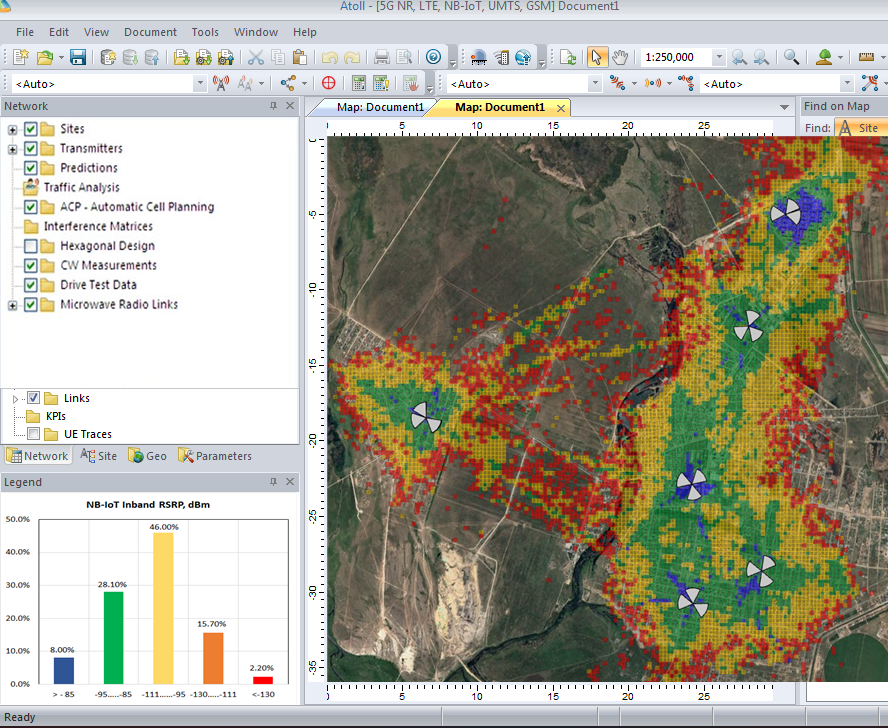 Atoll - [5G NR, LTE, NB-IoT, UMTS, GSM] Document1
File Edit View Document Tools Window Help
1:250,000
<Auto> <Auto> <Auto>
Network
Sites
Transmitters
Predictions
Traffic Analysis
ACP - Automatic Cell Planning
Interference Matrices
Hexagonal Design
CW Measurements
Drive Test Data
Microwave Radio Links
Links
KPIs
UE Traces
Network Site Geo Parameters
Legend
NB-IoT Inband RSRP, dBm
50.0%
40.0%
30.0%
20.0%
10.0%
0.0%
8.00%
28.10%
46.00%
15.70%
2.20%
> - 85 -95......-85 -111......-95 -130.....-111 <-130
Map: Document1 Map: Document1
5 10 15 20 25
0
-5
-10
-15
-20
-25
-30
-35
0 5 10 15 20 25
Find on Map
Find: A Site
Ready